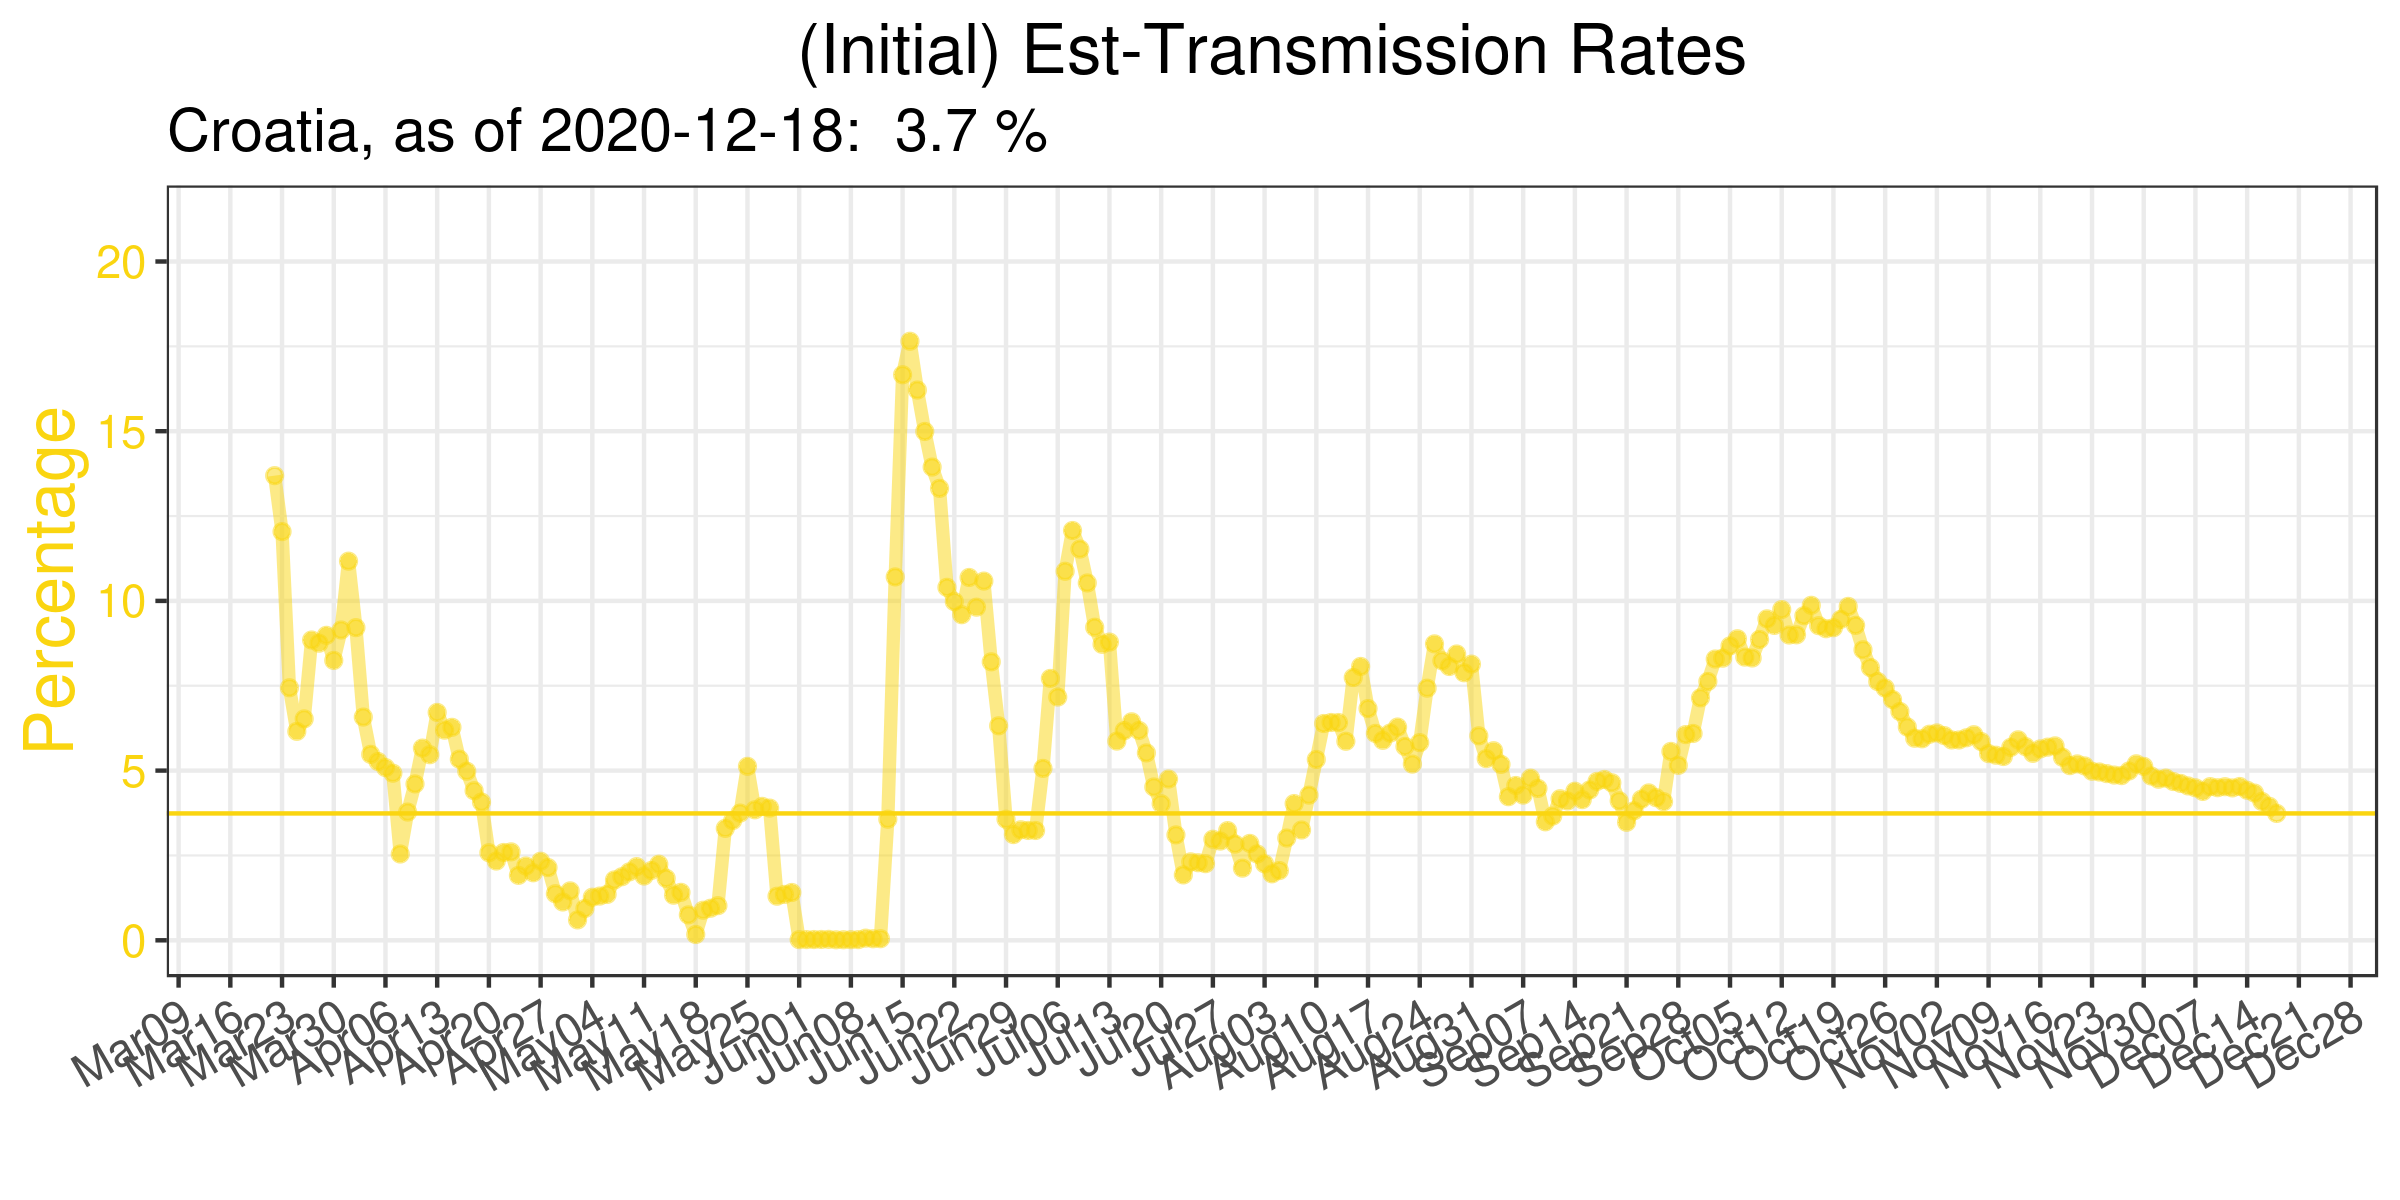 (Initial) Est-Transmission Rates
Croatia, as of 2020-12-18:  3.7 %
Percentage
20
15
10
5
0
Mar09 Mar16 Mar23 Mar30 Apr06 Apr13 Apr20 Apr27 May04 May11 May18 May25 Jun01 Jun08 Jun15 Jun22 Jun29 Jul06 Jul13 Jul20 Jul27 Aug03 Aug10 Aug17 Aug24 Aug31 Sep07 Sep14 Sep21 Sep28 Oct05 Oct12 Oct19 Oct26 Nov02 Nov09 Nov16 Nov23 Nov30 Dec07 Dec14 Dec21 Dec28